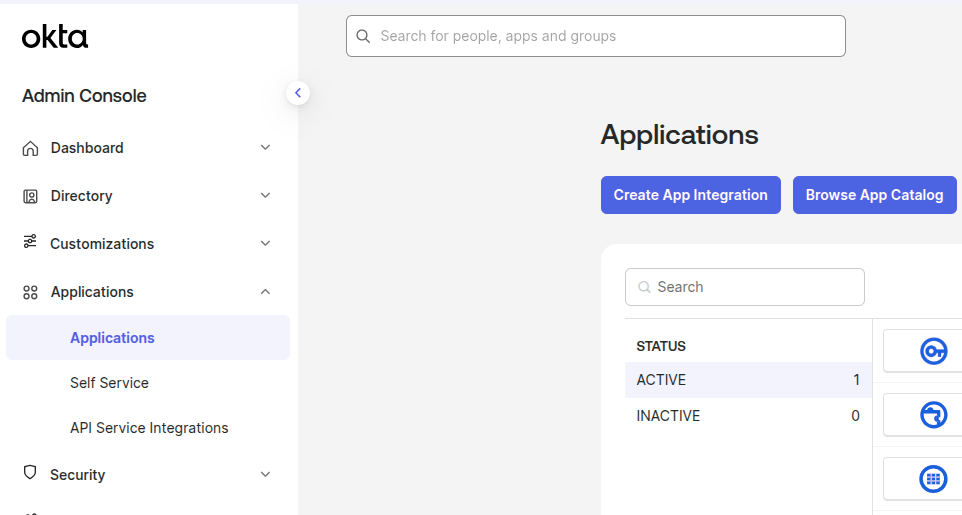 okta
Search for people, apps and groups
Admin Console
Dashboard
Directory
Customizations
Applications
Applications
Self Service
API Service Integrations
Security
Applications
Create App Integration
Browse App Catalog
Search
STATUS
ACTIVE 1
INACTIVE 0